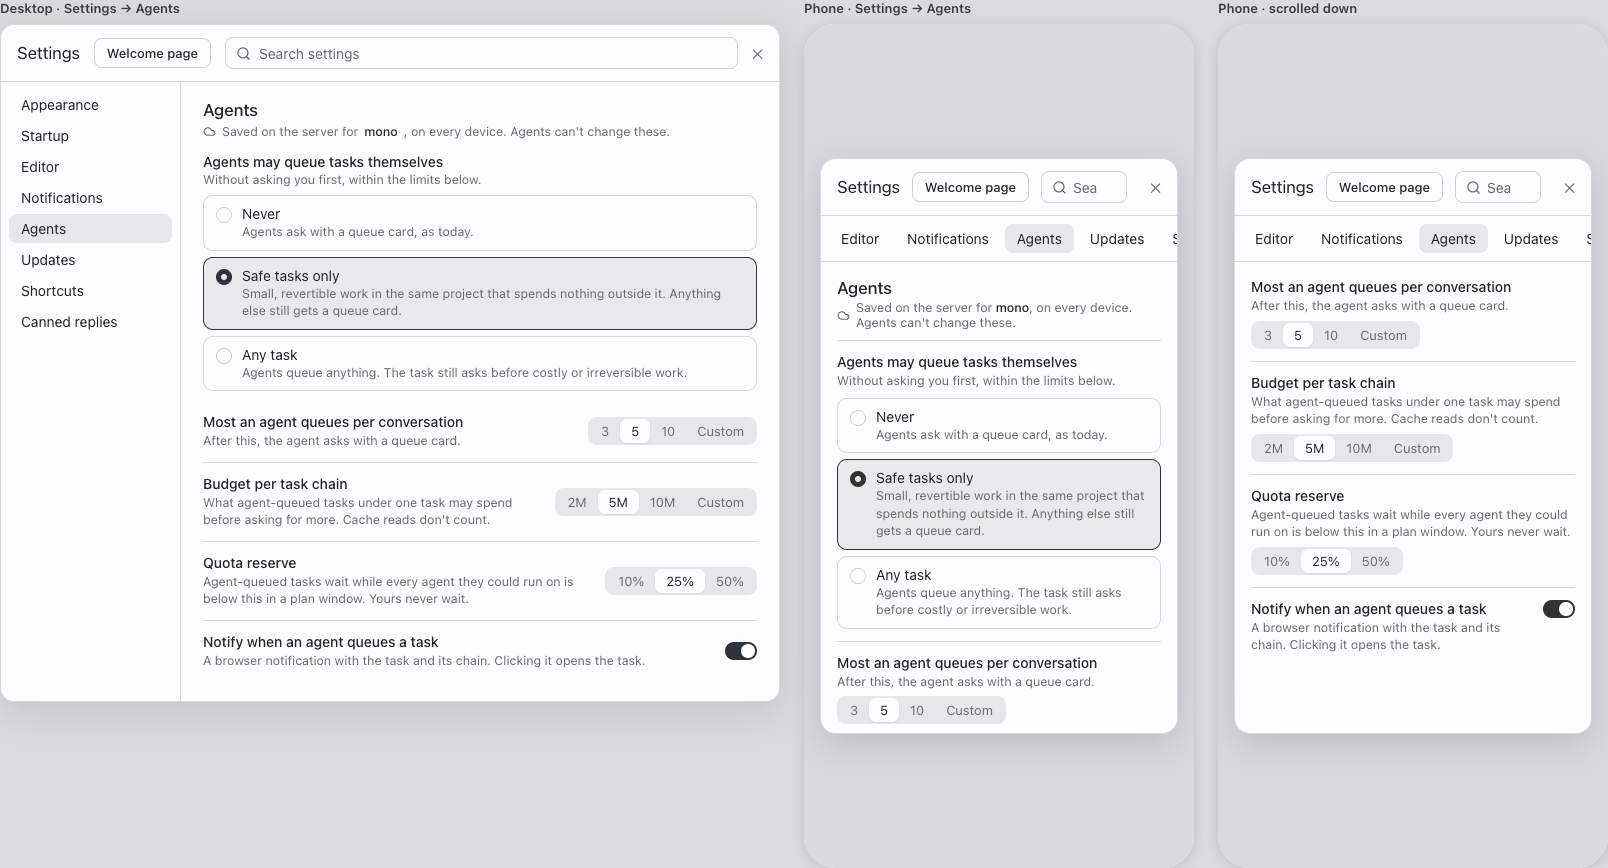 Desktop · Settings → Agents
Settings
Welcome page
Search settings
Appearance
Startup
Editor
Notifications
Agents
Updates
Shortcuts
Canned replies
Agents
Saved on the server for mono , on every device. Agents can't change these.
Agents may queue tasks themselves
Without asking you first, within the limits below.
Never
Agents ask with a queue card, as today.
Safe tasks only
Small, revertible work in the same project that spends nothing outside it. Anything
else still gets a queue card.
Any task
Agents queue anything. The task still asks before costly or irreversible work.
Most an agent queues per conversation
After this, the agent asks with a queue card.
3 5 10 Custom
Budget per task chain
What agent-queued tasks under one task may spend
before asking for more. Cache reads don't count.
2M 5M 10M Custom
Quota reserve
Agent-queued tasks wait while every agent they could run on is
below this in a plan window. Yours never wait.
10% 25% 50%
Notify when an agent queues a task
A browser notification with the task and its chain. Clicking it opens the task.
Phone · Settings → Agents
Settings
Welcome page
Sea
Editor Notifications Agents Updates S
Agents
Saved on the server for mono, on every device.
Agents can't change these.
Agents may queue tasks themselves
Without asking you first, within the limits below.
Never
Agents ask with a queue card, as today.
Safe tasks only
Small, revertible work in the same project that
spends nothing outside it. Anything else still
gets a queue card.
Any task
Agents queue anything. The task still asks
before costly or irreversible work.
Most an agent queues per conversation
After this, the agent asks with a queue card.
3 5 10 Custom
Phone · scrolled down
Settings
Welcome page
Sea
Editor Notifications Agents Updates S
Most an agent queues per conversation
After this, the agent asks with a queue card.
3 5 10 Custom
Budget per task chain
What agent-queued tasks under one task may spend
before asking for more. Cache reads don't count.
2M 5M 10M Custom
Quota reserve
Agent-queued tasks wait while every agent they could
run on is below this in a plan window. Yours never wait.
10% 25% 50%
Notify when an agent queues a task
A browser notification with the task and its
chain. Clicking it opens the task.